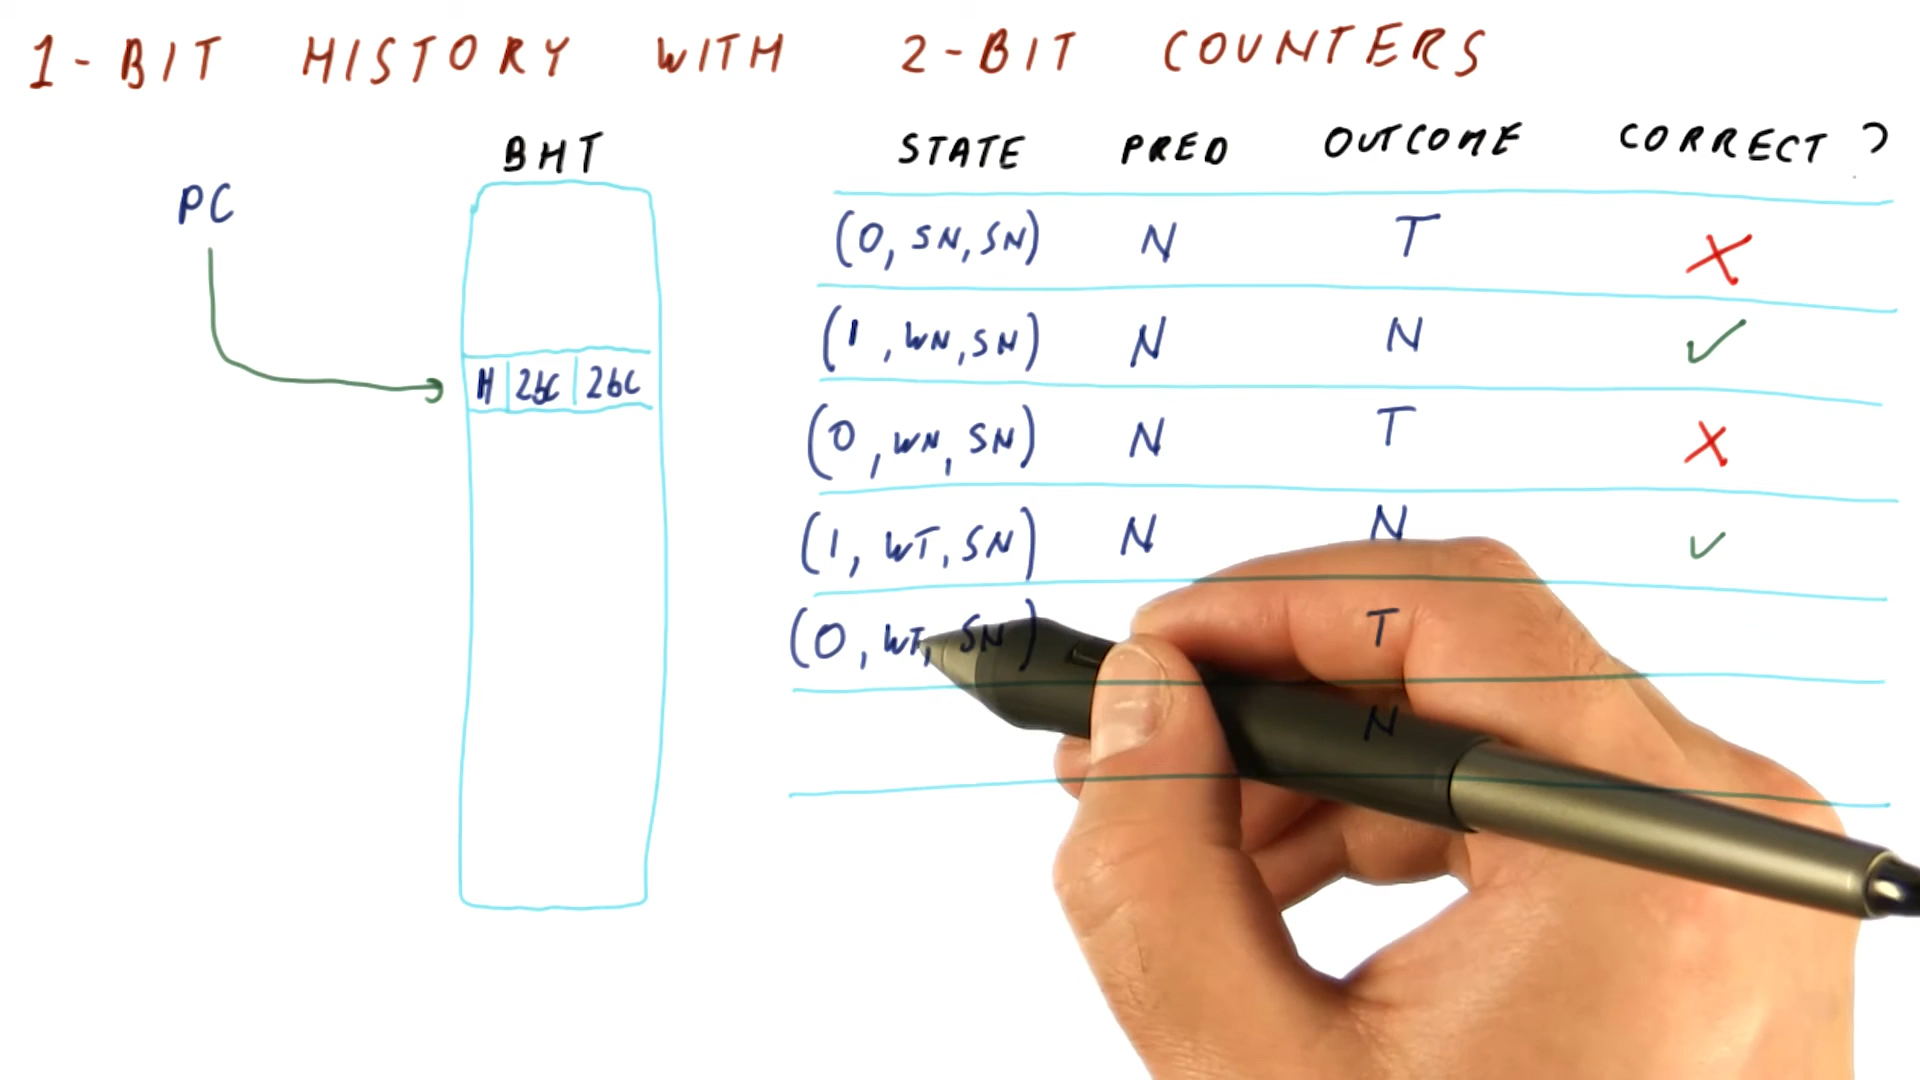 1-BIT HISTORY WITH 2-BIT COUNTERS
BHT
PC
H 2bC 2bC
STATE PRED OUTCOME CORRECT ?
(0, SN, SN) N T X
(1, WN, SN) N N ✓
(0, WN, SN) N T X
(1, WT, SN) N N ✓
(0, WT, SN) T
N